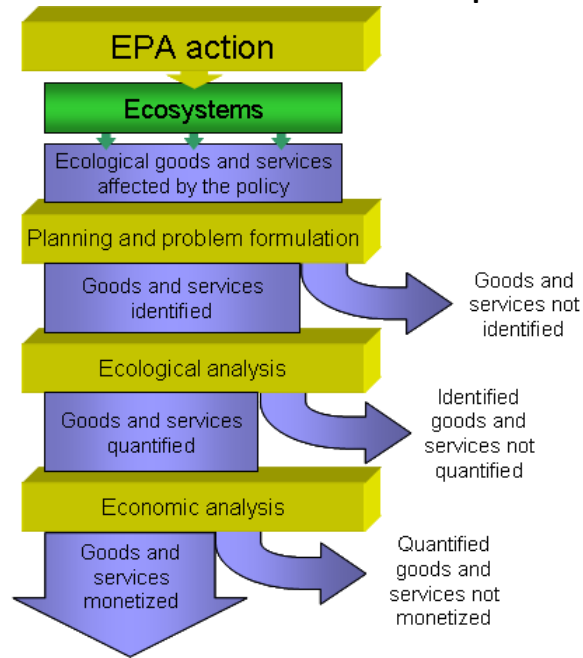 EPA action
Ecosystems
Ecological goods and services
affected by the policy
Planning and problem formulation
Goods and services
identified
Goods and
services not
identified
Ecological analysis
Goods and services
quantified
Identified
goods and
services not
quantified
Economic analysis
Goods and
services
monetized
Quantified
goods and
services not
monetized